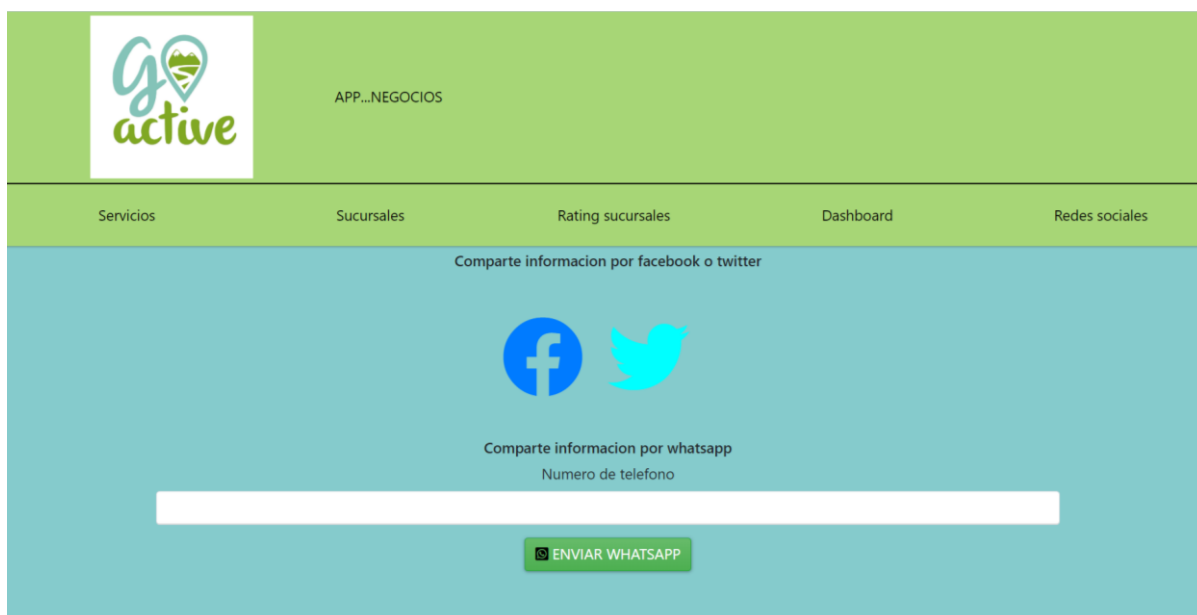 go
active
APP...NEGOCIOS
Servicios Sucursales Rating sucursales Dashboard Redes sociales
Comparte informacion por facebook o twitter
Comparte informacion por whatsapp
Numero de telefono
ENVIAR WHATSAPP